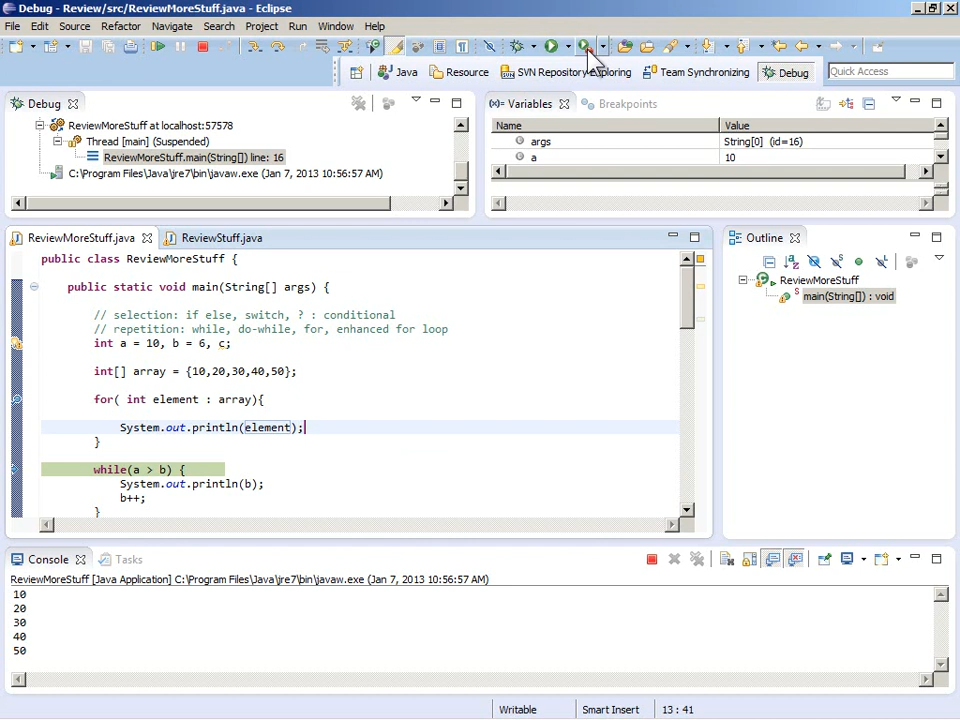 Debug - Review/src/ReviewMoreStuff.java - Eclipse
File Edit Source Refactor Navigate Search Project Run Window Help
Java Resource SVN Repository Exploring Team Synchronizing Debug Quick Access
Debug
ReviewMoreStuff at localhost:57578
Thread [main] (Suspended)
ReviewMoreStuff.main(String[]) line: 16
C:\Program Files\Java\jre7\bin\javaw.exe (Jan 7, 2013 10:56:57 AM)
(x)= Variables Breakpoints
Name Value
args String[0] (id=16)
a 10
ReviewMoreStuff.java ReviewStuff.java
public class ReviewMoreStuff {
public static void main(String[] args) {
// selection: if else, switch, ? : conditional
// repetition: while, do-while, for, enhanced for loop
int a = 10, b = 6, c;
int[] array = {10,20,30,40,50};
for( int element : array){
System.out.println(element);
}
while(a > b) {
System.out.println(b);
b++;
}
Outline
ReviewMoreStuff
main(String[]) : void
Console Tasks
ReviewMoreStuff [Java Application] C:\Program Files\Java\jre7\bin\javaw.exe (Jan 7, 2013 10:56:57 AM)
10
20
30
40
50
Writable Smart Insert 13 : 41